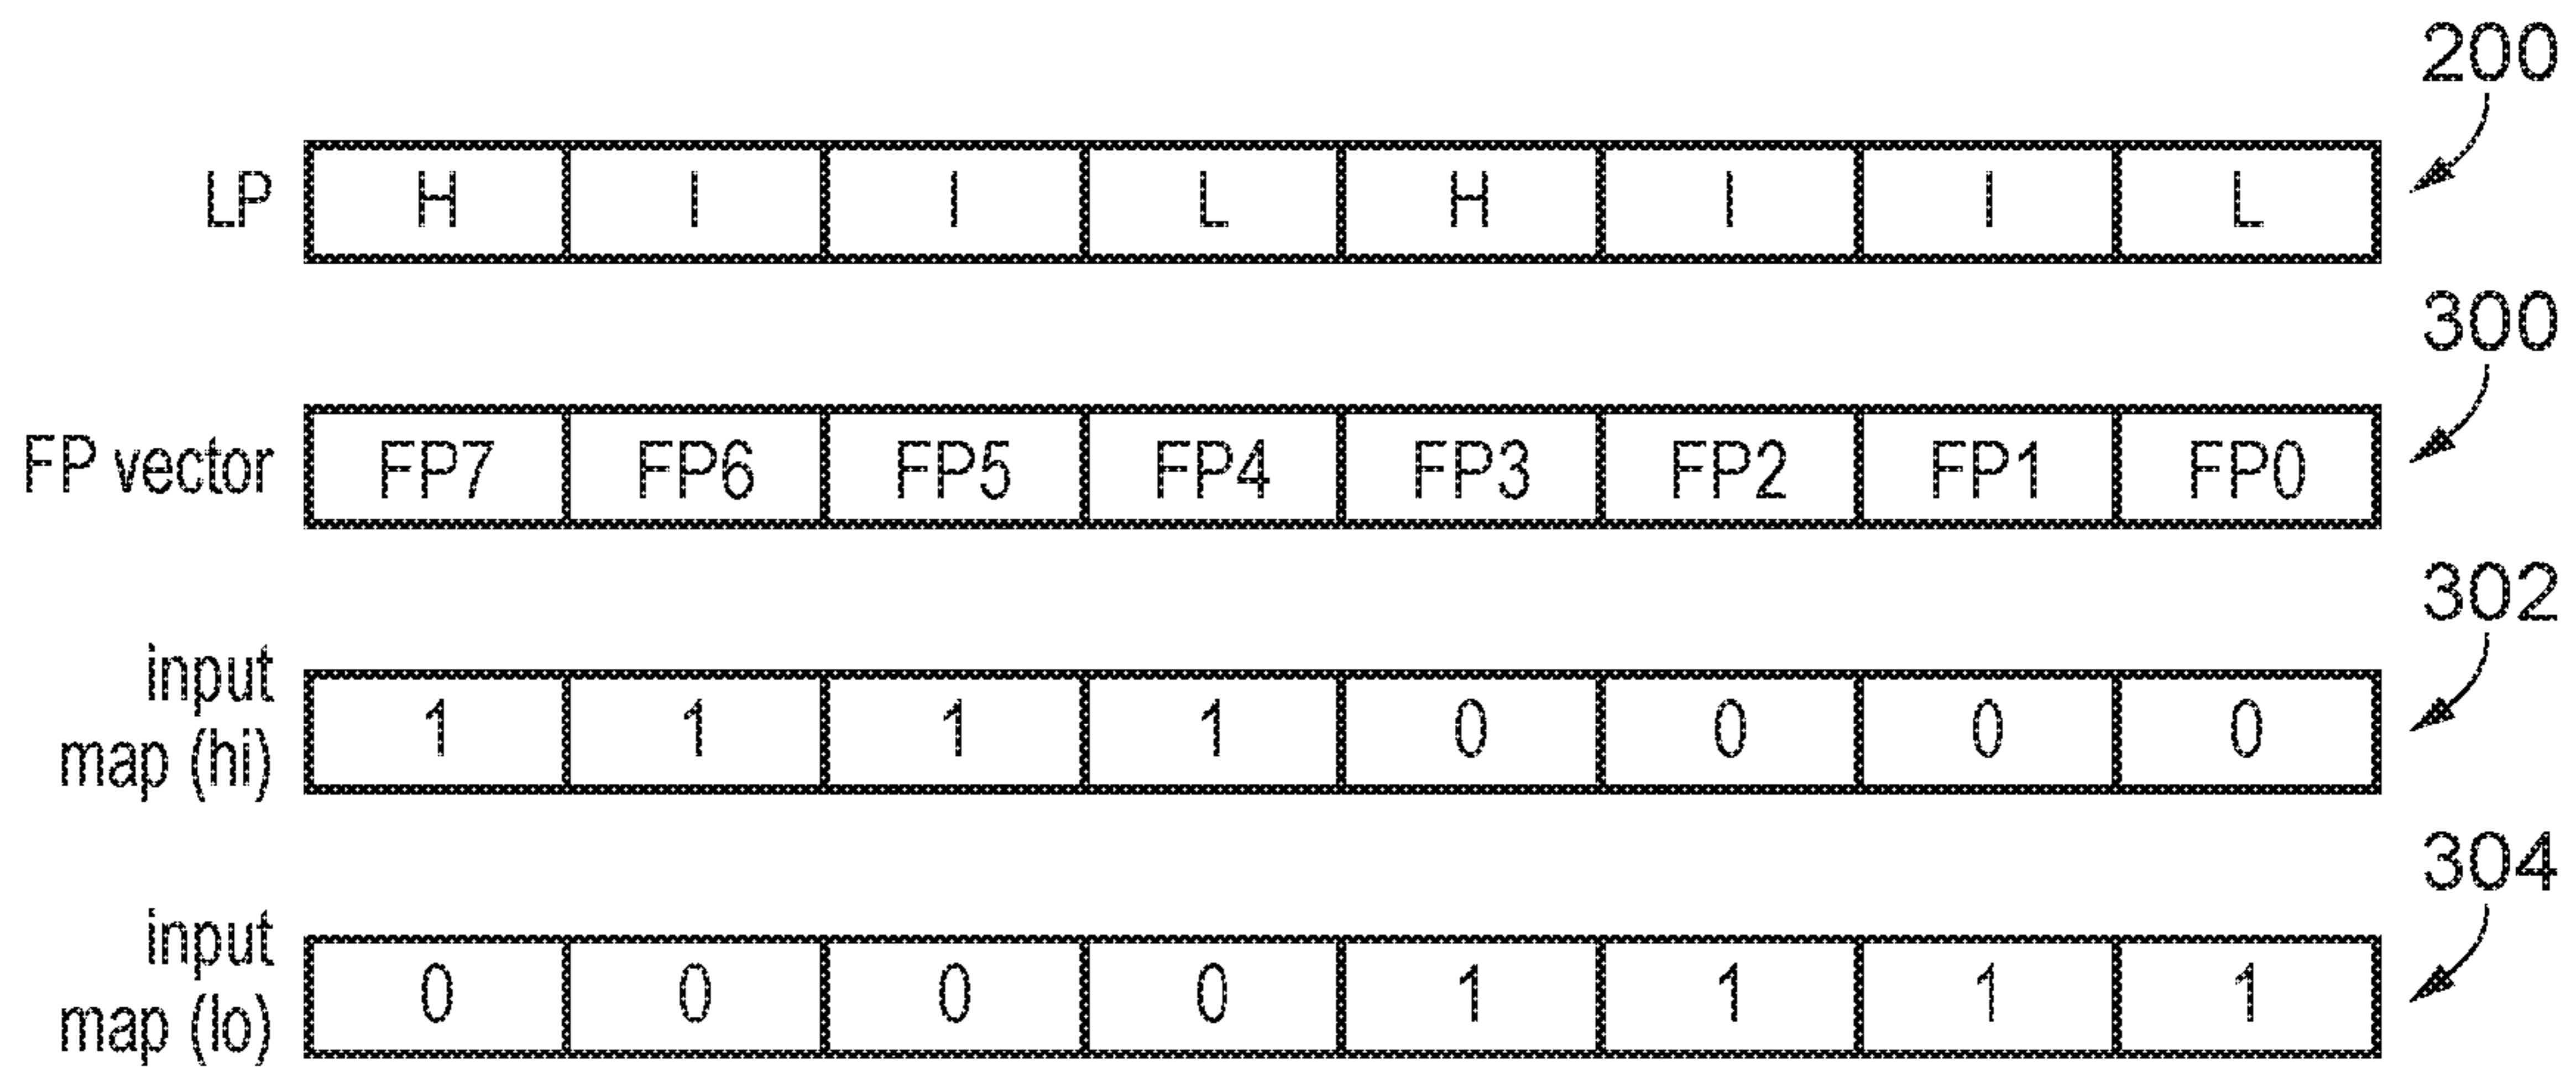 200
LP H I I L H I I L
300
FP vector FP7 FP6 FP5 FP4 FP3 FP2 FP1 FP0
302
input
map (hi) 1 1 1 1 0 0 0 0
304
input
map (lo) 0 0 0 0 1 1 1 1